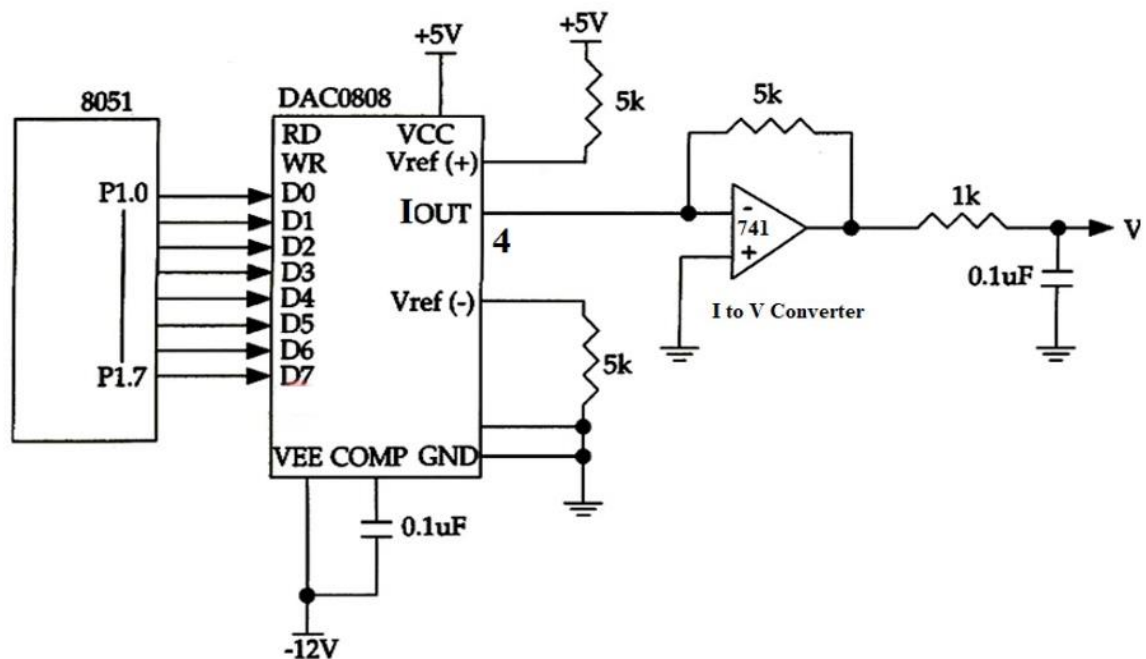 +5V
+5V
8051
DAC0808
5k
5k
RD
VCC
WR
Vref (+)
1k
P1.0
D0
IOUT
-
741
+
V
D1
4
D2
D3
0.1uF
D4
Vref (-)
I to V Converter
D5
D6
5k
P1.7
D7
VEE COMP GND
0.1uF
-12V